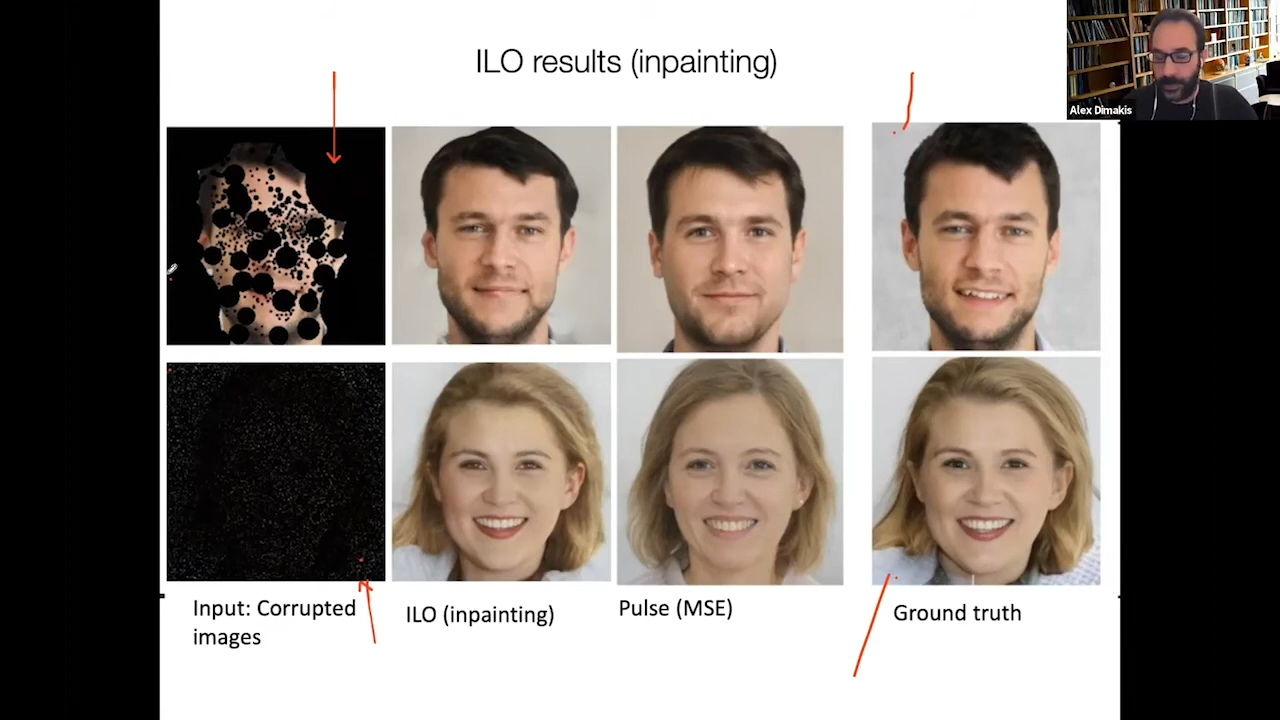 ILO results (inpainting)
Alex Dimakis
Input: Corrupted
images
ILO (inpainting)
Pulse (MSE)
Ground truth